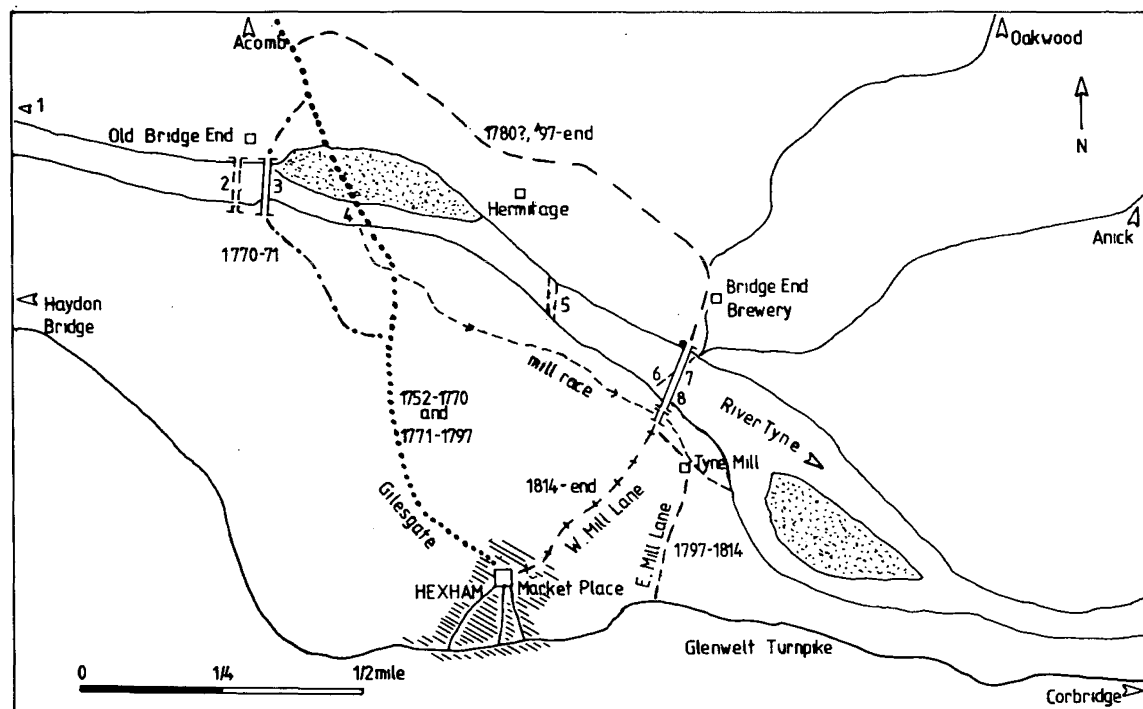 Acomb
Oakwood
1
Old Bridge End
1780?, '97-end
N
2
3
Hermitage
4
Anick
1770-71
Haydon
Bridge
5
Bridge End
Brewery
mill race
6
7
8
River Tyne
1752-1770
and
1771-1797
Tyne Mill
1814-end
W. Mill Lane
Gilesgate
E. Mill Lane
1797-1814
HEXHAM
Market Place
Glenwelt Turnpike
0
1/4
1/2 mile
Corbridge